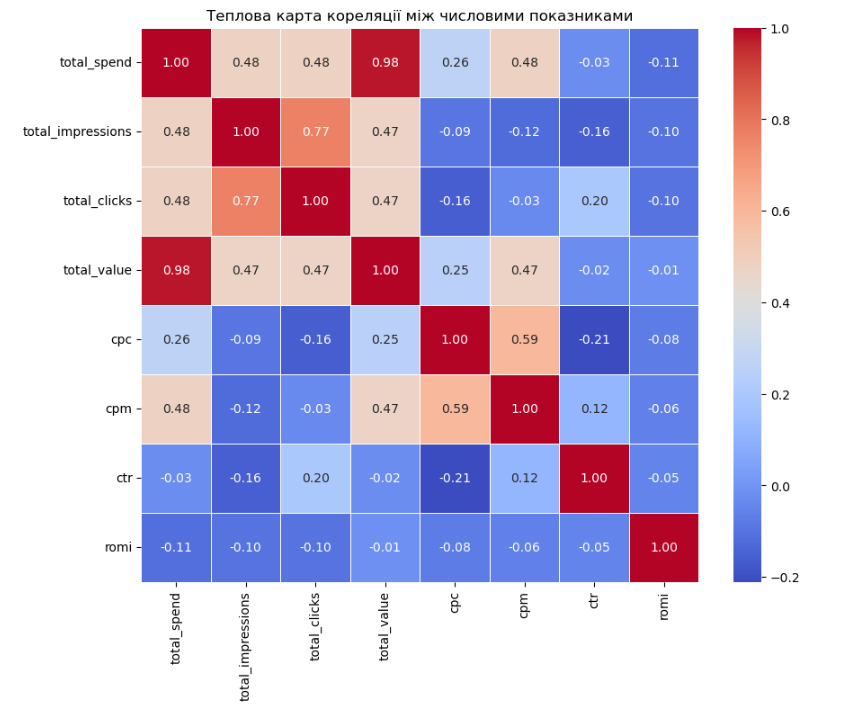 Теплова карта кореляції між числовими показниками
total_spend 1.00 0.48 0.48 0.98 0.26 0.48 -0.03 -0.11
total_impressions 0.48 1.00 0.77 0.47 -0.09 -0.12 -0.16 -0.10
total_clicks 0.48 0.77 1.00 0.47 -0.16 -0.03 0.20 -0.10
total_value 0.98 0.47 0.47 1.00 0.25 0.47 -0.02 -0.01
cpc 0.26 -0.09 -0.16 0.25 1.00 0.59 -0.21 -0.08
cpm 0.48 -0.12 -0.03 0.47 0.59 1.00 0.12 -0.06
ctr -0.03 -0.16 0.20 -0.02 -0.21 0.12 1.00 -0.05
romi -0.11 -0.10 -0.10 -0.01 -0.08 -0.06 -0.05 1.00
total_spend
total_impressions
total_clicks
total_value
cpc
cpm
ctr
romi
1.0
0.8
0.6
0.4
0.2
0.0
−0.2